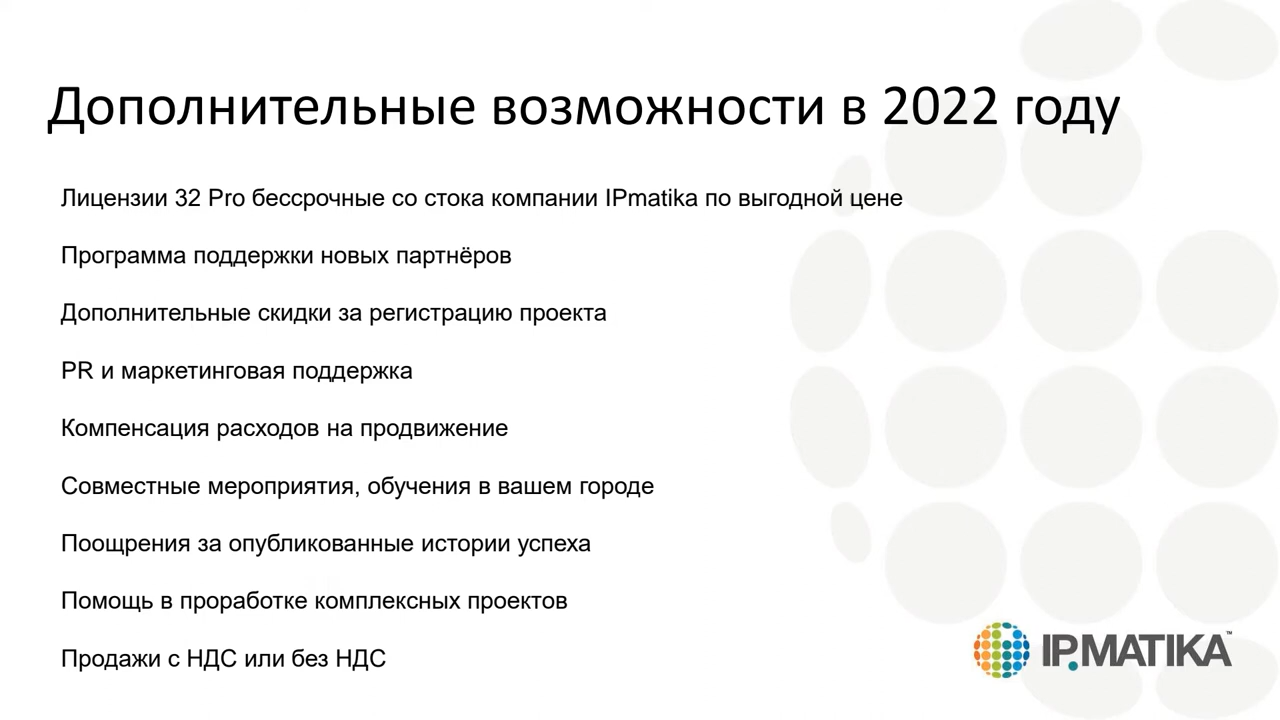 Дополнительные возможности в 2022 году
Лицензии 32 Pro бессрочные со стока компании IPmatika по выгодной цене
Программа поддержки новых партнёров
Дополнительные скидки за регистрацию проекта
PR и маркетинговая поддержка
Компенсация расходов на продвижение
Совместные мероприятия, обучения в вашем городе
Поощрения за опубликованные истории успеха
Помощь в проработке комплексных проектов
Продажи с НДС или без НДС
IP.MATIKA™